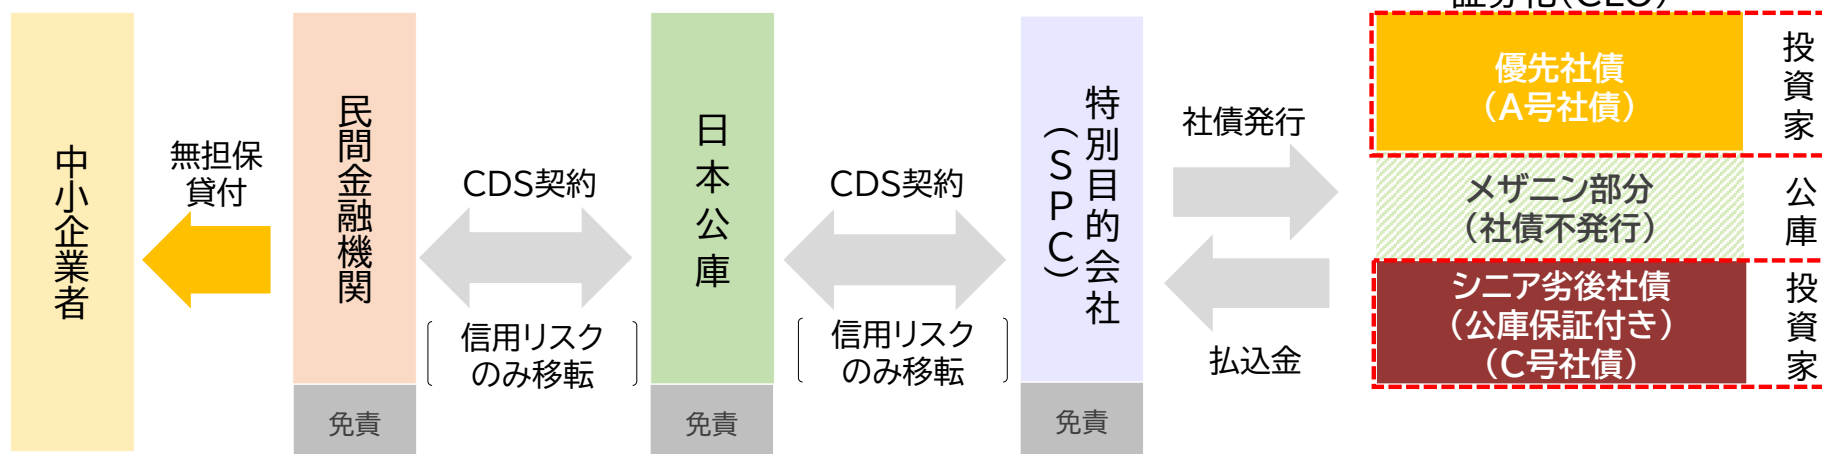 中小企業者
無担保
貸付
民間金融機関
免責
CDS契約
信用リスク
のみ移転
日本公庫
免責
CDS契約
信用リスク
のみ移転
特別目的会社
（SPC）
免責
社債発行
払込金
証券化（CLO）
優先社債
（A号社債）
投資家
メザニン部分
（社債不発行）
公庫
シニア劣後社債
（公庫保証付き）
（C号社債）
投資家